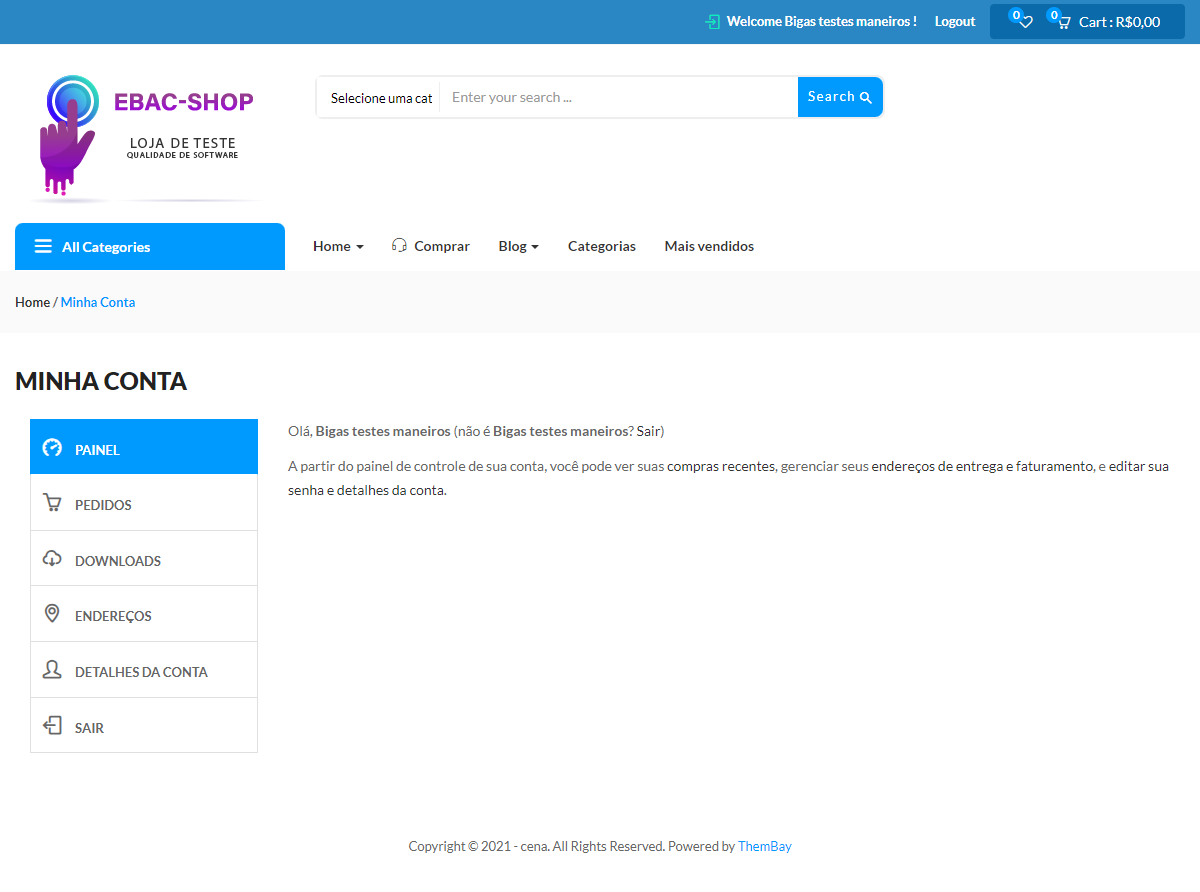 Welcome Bigas testes maneiros ! Logout 0 0 Cart : R$0,00
EBAC-SHOP
LOJA DE TESTE
QUALIDADE DE SOFTWARE
Selecione uma cat Enter your search ... Search
All Categories Home Comprar Blog Categorias Mais vendidos
Home / Minha Conta
MINHA CONTA
PAINEL
PEDIDOS
DOWNLOADS
ENDEREÇOS
DETALHES DA CONTA
SAIR
Olá, Bigas testes maneiros (não é Bigas testes maneiros? Sair)
A partir do painel de controle de sua conta, você pode ver suas compras recentes, gerenciar seus endereços de entrega e faturamento, e editar sua
senha e detalhes da conta.
Copyright © 2021 - cena. All Rights Reserved. Powered by ThemBay